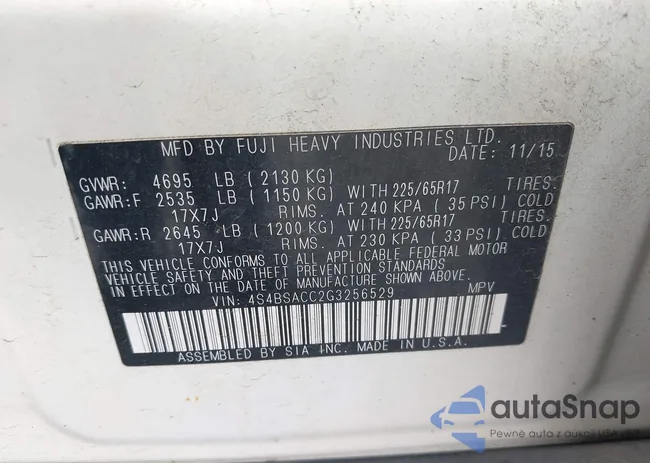 MFD BY FUJI HEAVY INDUSTRIES LTD.
DATE: 11/15
GVWR: 4695 LB (2130 KG)
GAWR:F 2535 LB (1150 KG) WITH 225/65R17 TIRES.
17X7J RIMS. AT 240 KPA (35 PSI) COLD
GAWR:R 2645 LB (1200 KG) WITH 225/65R17 TIRES.
17X7J RIMS. AT 230 KPA (33 PSI) COLD
THIS VEHICLE CONFORMS TO ALL APPLICABLE FEDERAL MOTOR
VEHICLE SAFETY AND THEFT PREVENTION STANDARDS
IN EFFECT ON THE DATE OF MANUFACTURE SHOWN ABOVE.
VIN: 4S4BSACC2G3256529 MPV
ASSEMBLED BY SIA INC. MADE IN U.S.A.
autaSnap
Pewne auto z aukcji USA